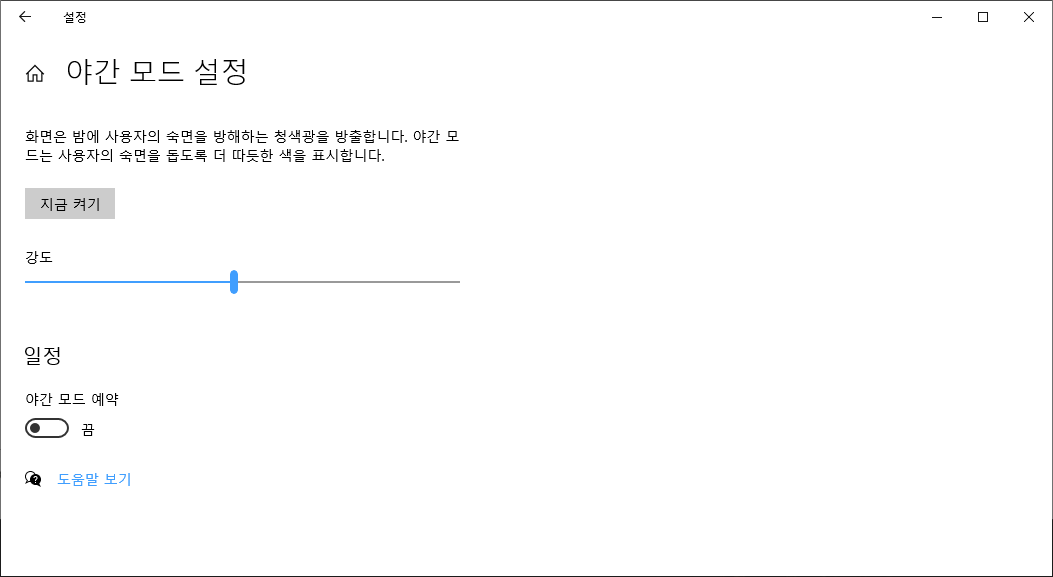 설정
야간 모드 설정
화면은 밤에 사용자의 숙면을 방해하는 청색광을 방출합니다. 야간 모
드는 사용자의 숙면을 돕도록 더 따듯한 색을 표시합니다.
지금 켜기
강도
일정
야간 모드 예약
끔
도움말 보기